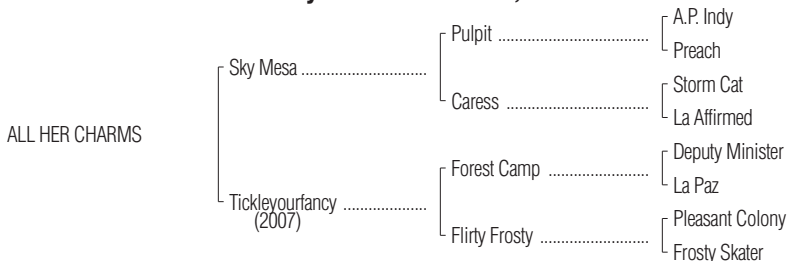 A.P. Indy
Pulpit
Preach
Sky Mesa
Storm Cat
Caress
La Affirmed
ALL HER CHARMS
Deputy Minister
Forest Camp
La Paz
Tickleyourfancy
(2007)
Pleasant Colony
Flirty Frosty
Frosty Skater